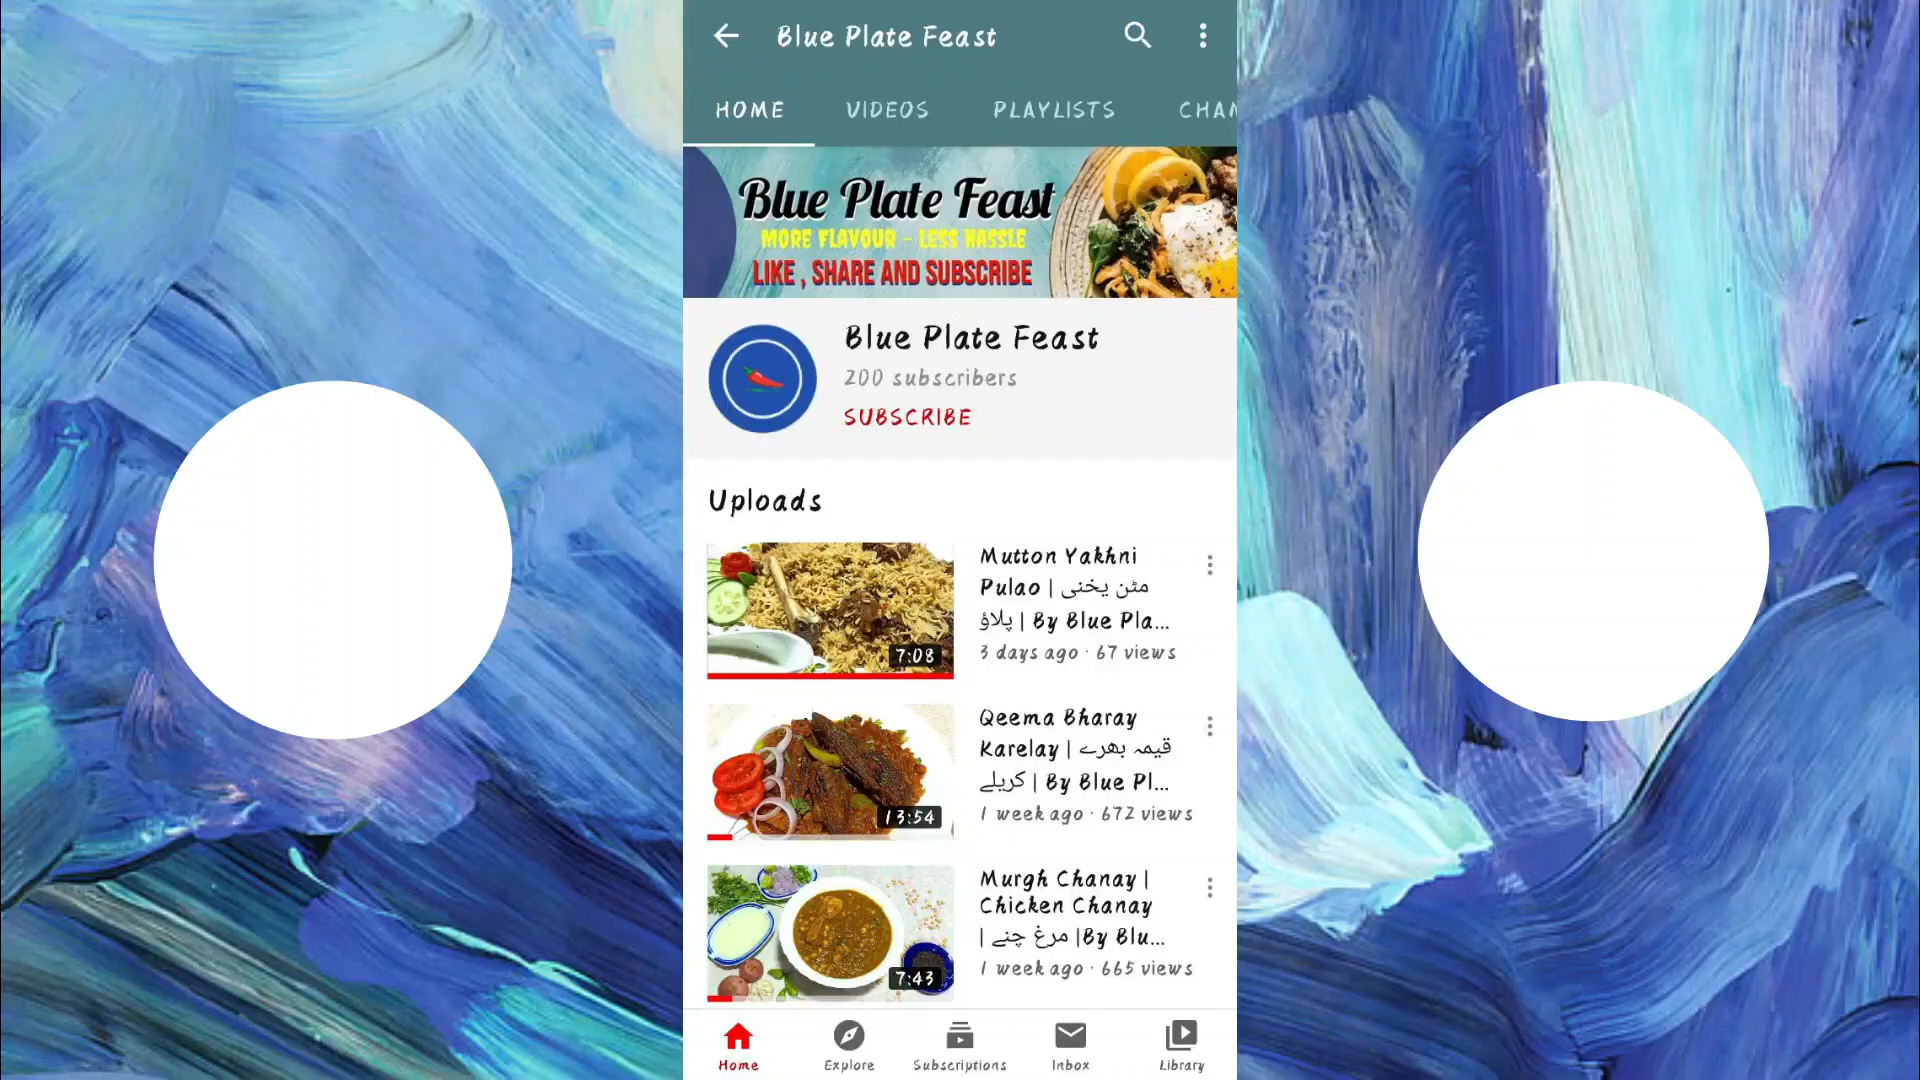 Blue Plate Feast
HOME VIDEOS PLAYLISTS CHAN
Blue Plate Feast
MORE FLAVOUR - LESS HASSLE
LIKE , SHARE AND SUBSCRIBE
Blue Plate Feast
200 subscribers
SUBSCRIBE
Uploads
Mutton Yakhni
Pulao | مٹن یخنی
پلاؤ | By Blue Pla...
3 days ago · 67 views
7:08
Qeema Bharay
Karelay | قیمہ بھرے
کریلے | By Blue Pl...
1 week ago · 672 views
13:54
Murgh Chanay |
Chicken Chanay
| مرغ چنے |By Blu...
1 week ago · 665 views
7:43
Home Explore Subscriptions Inbox Library